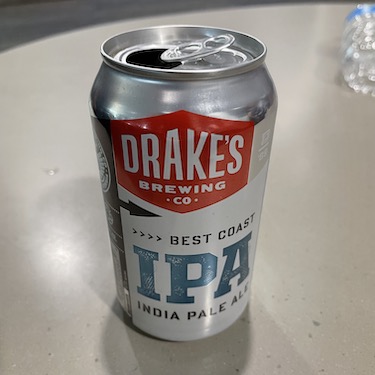 DRAKE'S
BREWING
·CO·
>>>> BEST COAST
IPA
INDIA PALE ALE